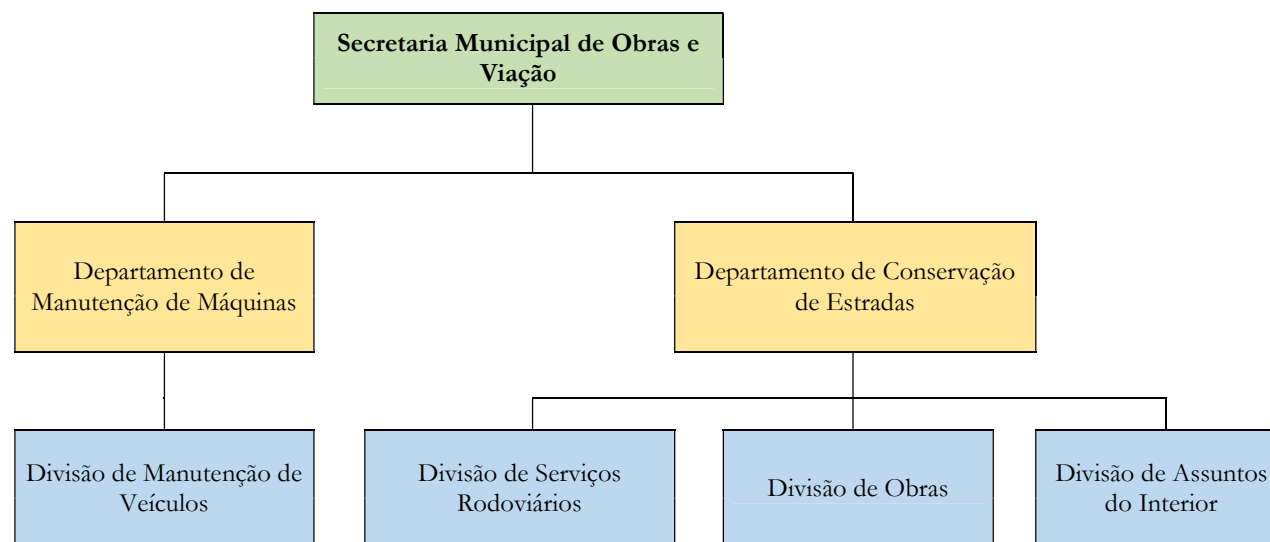 Secretaria Municipal de Obras e
Viação
Departamento de
Manutenção de Máquinas
Departamento de Conservação
de Estradas
Divisão de Manutenção de
Veículos
Divisão de Serviços
Rodoviários
Divisão de Obras
Divisão de Assuntos
do Interior